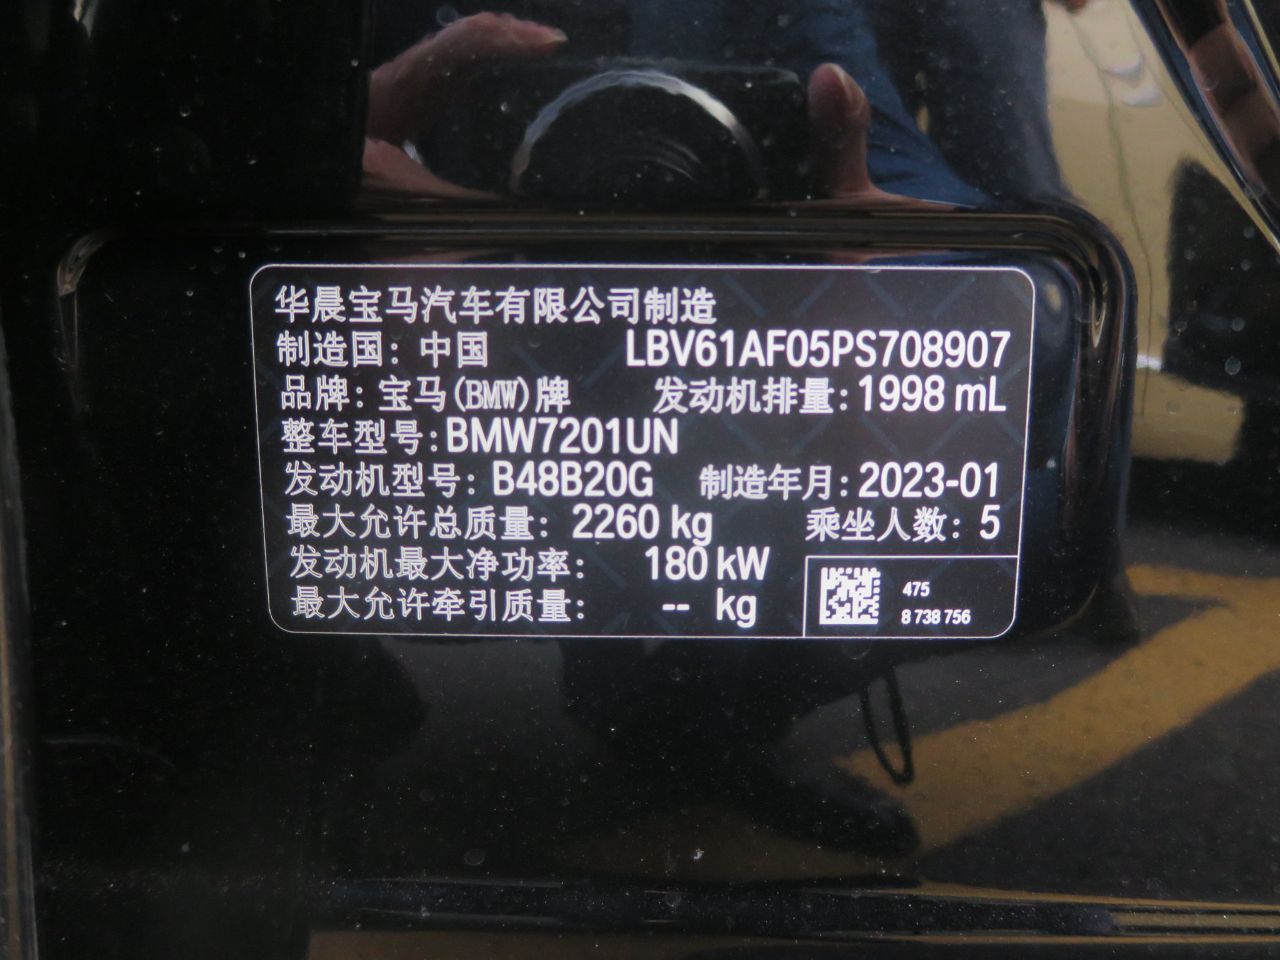 华晨宝马汽车有限公司制造
制造国：中国 LBV61AF05PS708907
品牌：宝马(BMW)牌 发动机排量：1998 mL
整车型号：BMW7201UN
发动机型号：B48B20G 制造年月：2023-01
最大允许总质量：2260 kg 乘坐人数：5
发动机最大净功率：180 kW
最大允许牵引质量：-- kg
475
8 738 756